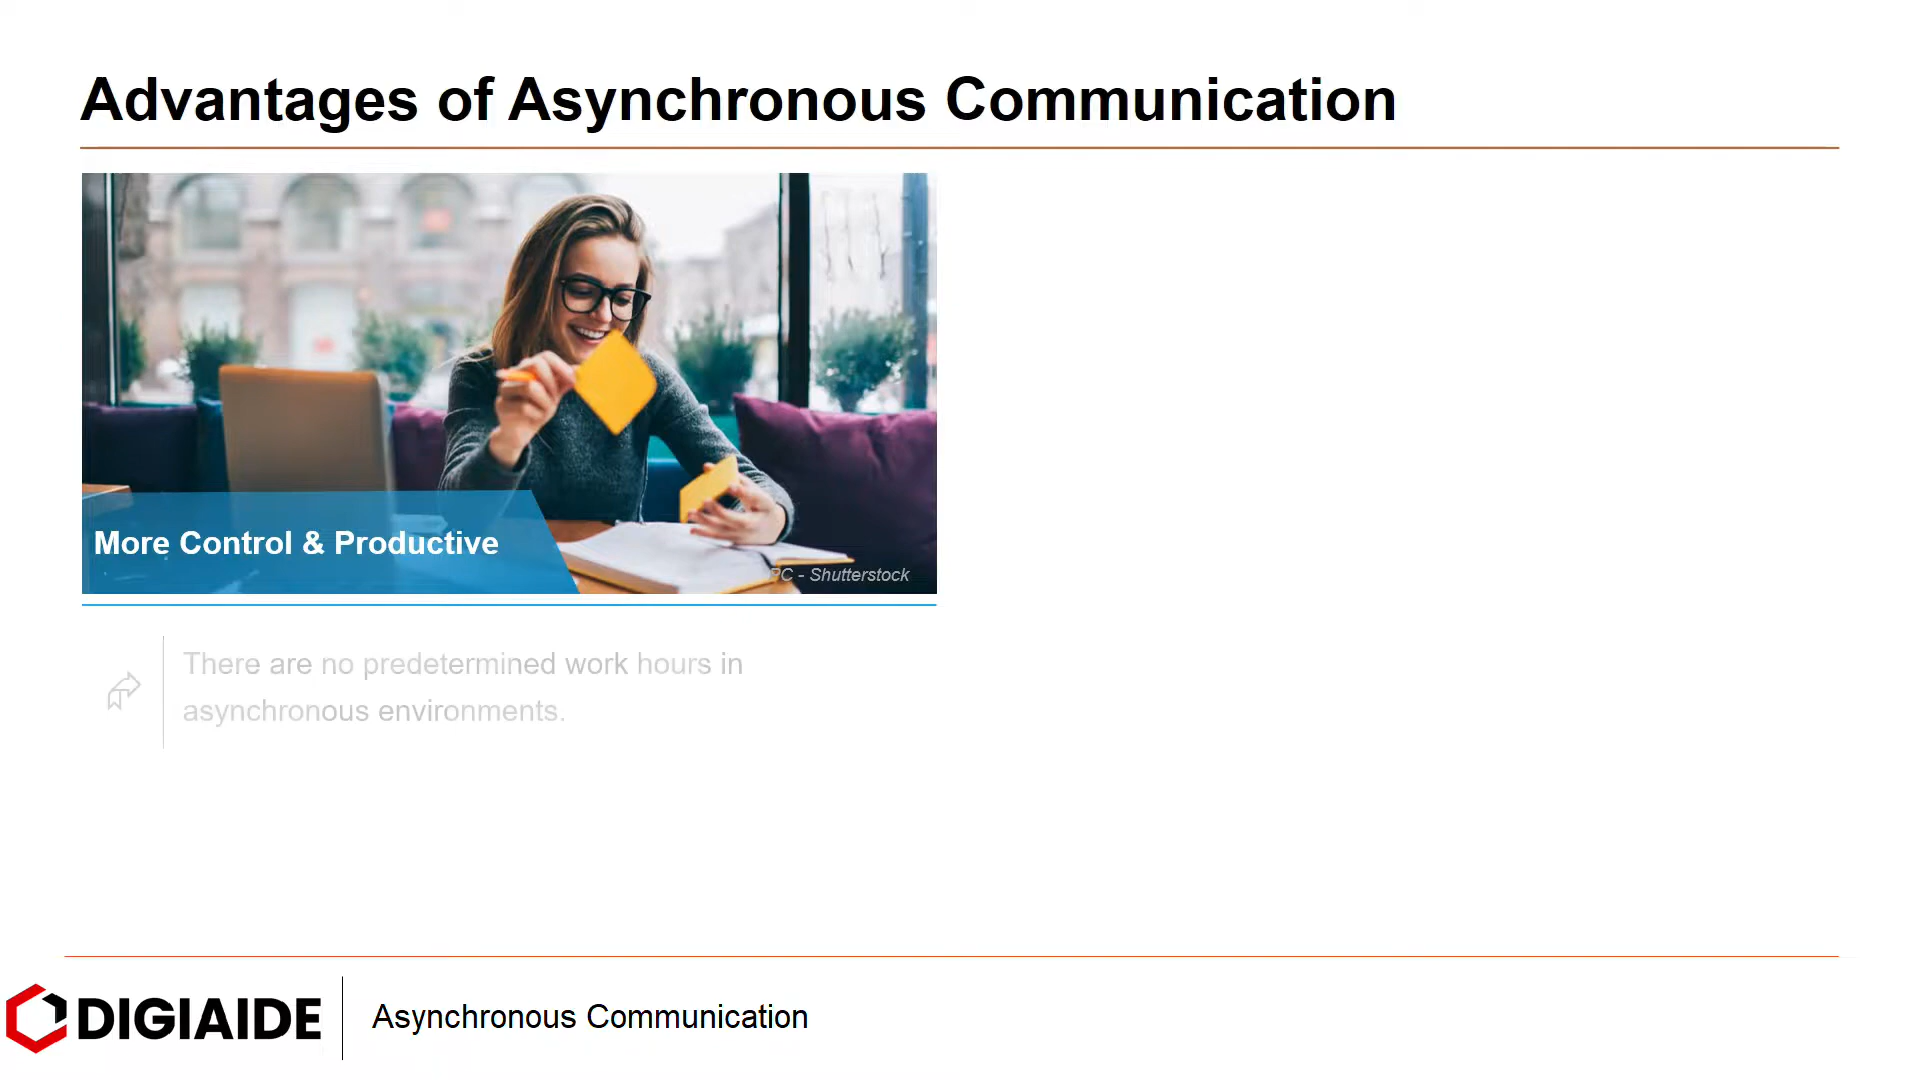 Advantages of Asynchronous Communication
More Control & Productive
PC - Shutterstock
There are no predetermined work hours in
asynchronous environments.
DIGIAIDE
Asynchronous Communication